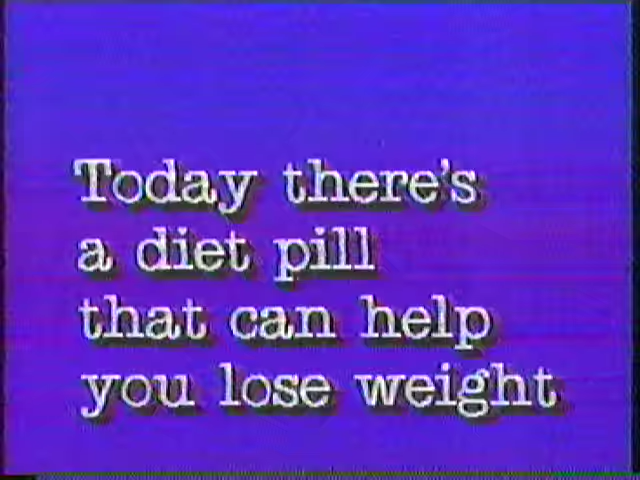 Today there's
a diet pill
that can help
you lose weight